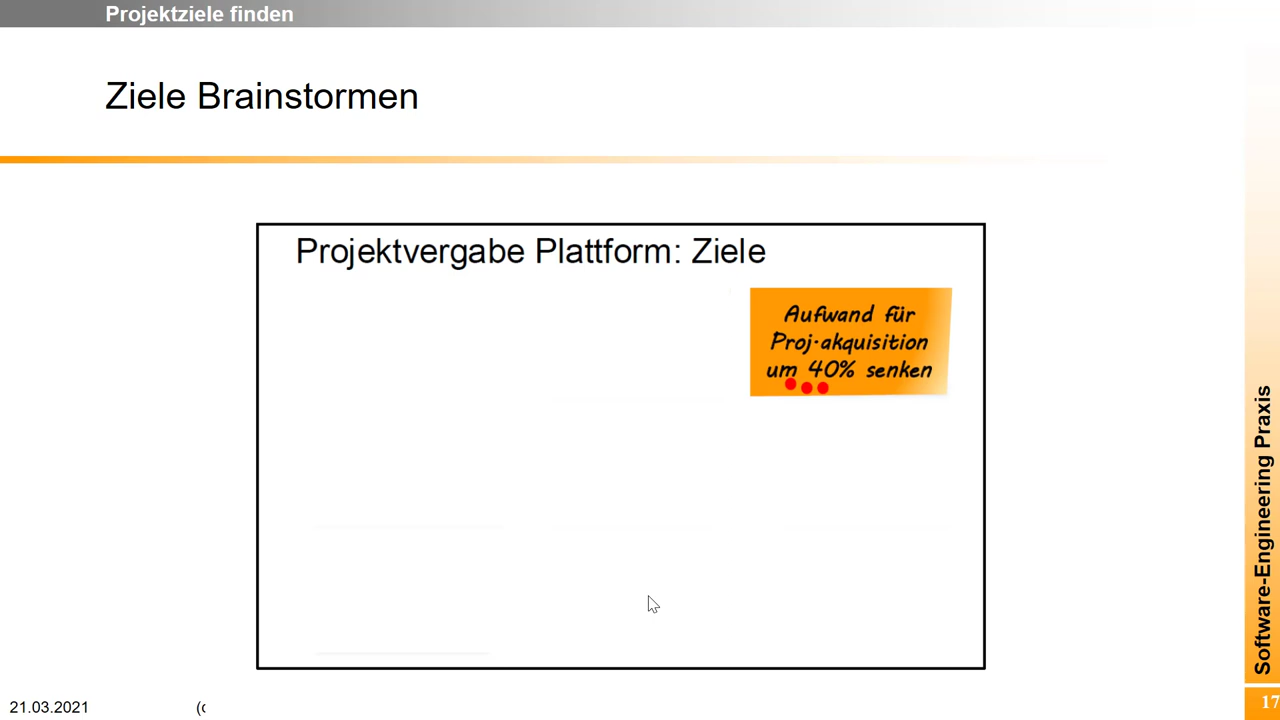 Projektziele finden
Ziele Brainstormen
Projektvergabe Plattform: Ziele
Aufwand für
Proj.akquisition
um 40% senken
Software-Engineering Praxis
21.03.2021
(c
17